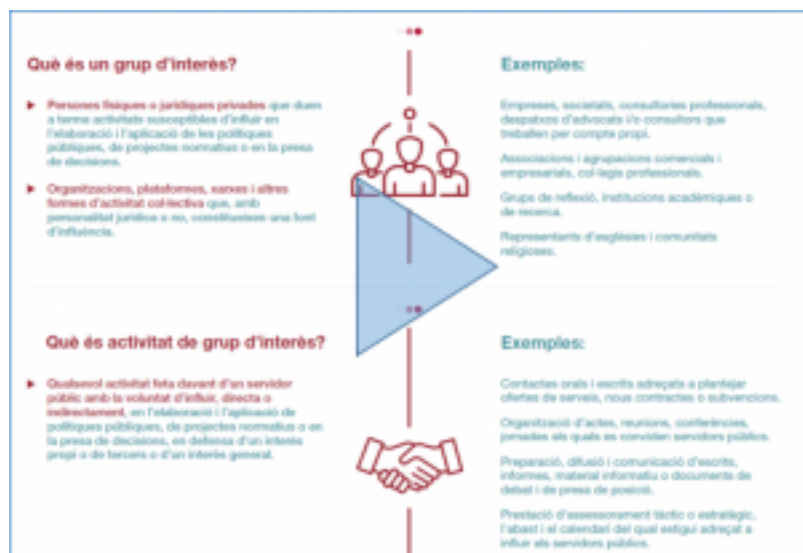 Què és un grup d'interès?
Persones físiques o jurídiques privades que duen
a terme activitats susceptibles d'influir en
l'elaboració i l'aplicació de les polítiques
públiques, de projectes normatius o en la presa
de decisions.
Organitzacions, plataformes, xarxes i altres
formes d'activitat col·lectiva que, amb
personalitat jurídica o no, constitueixen una font
d'influència.
Exemples:
Empreses, societats, consultories professionals,
despatxos d'advocats i/o consultors que
treballen per compte propi.
Associacions i agrupacions comercials i
empresarials, col·legis professionals.
Grups de reflexió, institucions acadèmiques o
de recerca.
Representants d'esglésies i comunitats
religioses.
Què és activitat de grup d'interès?
Qualsevol activitat feta davant d'un servidor
públic amb la voluntat d'influir, directa o
indirectament, en l'elaboració i l'aplicació de
polítiques públiques, de projectes normatius o en
la presa de decisions, en defensa d'un interès
propi o de tercers o d'un interès general.
Exemples:
Contactes orals i escrits adreçats a plantejar
ofertes de serveis, nous contractes o subvencions.
Organització d'actes, reunions, conferències,
jornades als quals es conviden servidors públics.
Preparació, difusió i comunicació d'escrits,
informes, material informatiu o documents de
debat i de presa de posició.
Prestació d'assessorament tàctic o estratègic,
l'abast i el calendari del qual estigui adreçat a
influir als servidors públics.